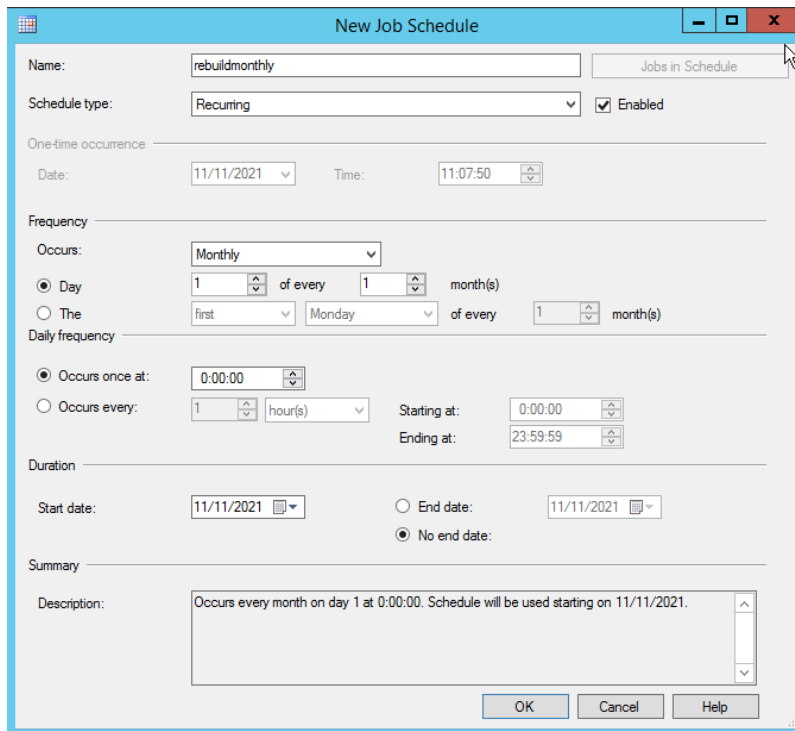 New Job Schedule
Name: rebuildmonthly Jobs in Schedule
Schedule type: Recurring Enabled
One-time occurrence
Date: 11/11/2021 Time: 11:07:50
Frequency
Occurs: Monthly
Day 1 of every 1 month(s)
The first Monday of every 1 month(s)
Daily frequency
Occurs once at: 0:00:00
Occurs every: 1 hour(s) Starting at: 0:00:00
Ending at: 23:59:59
Duration
Start date: 11/11/2021 End date: 11/11/2021
No end date:
Summary
Description: Occurs every month on day 1 at 0:00:00. Schedule will be used starting on 11/11/2021.
OK Cancel Help